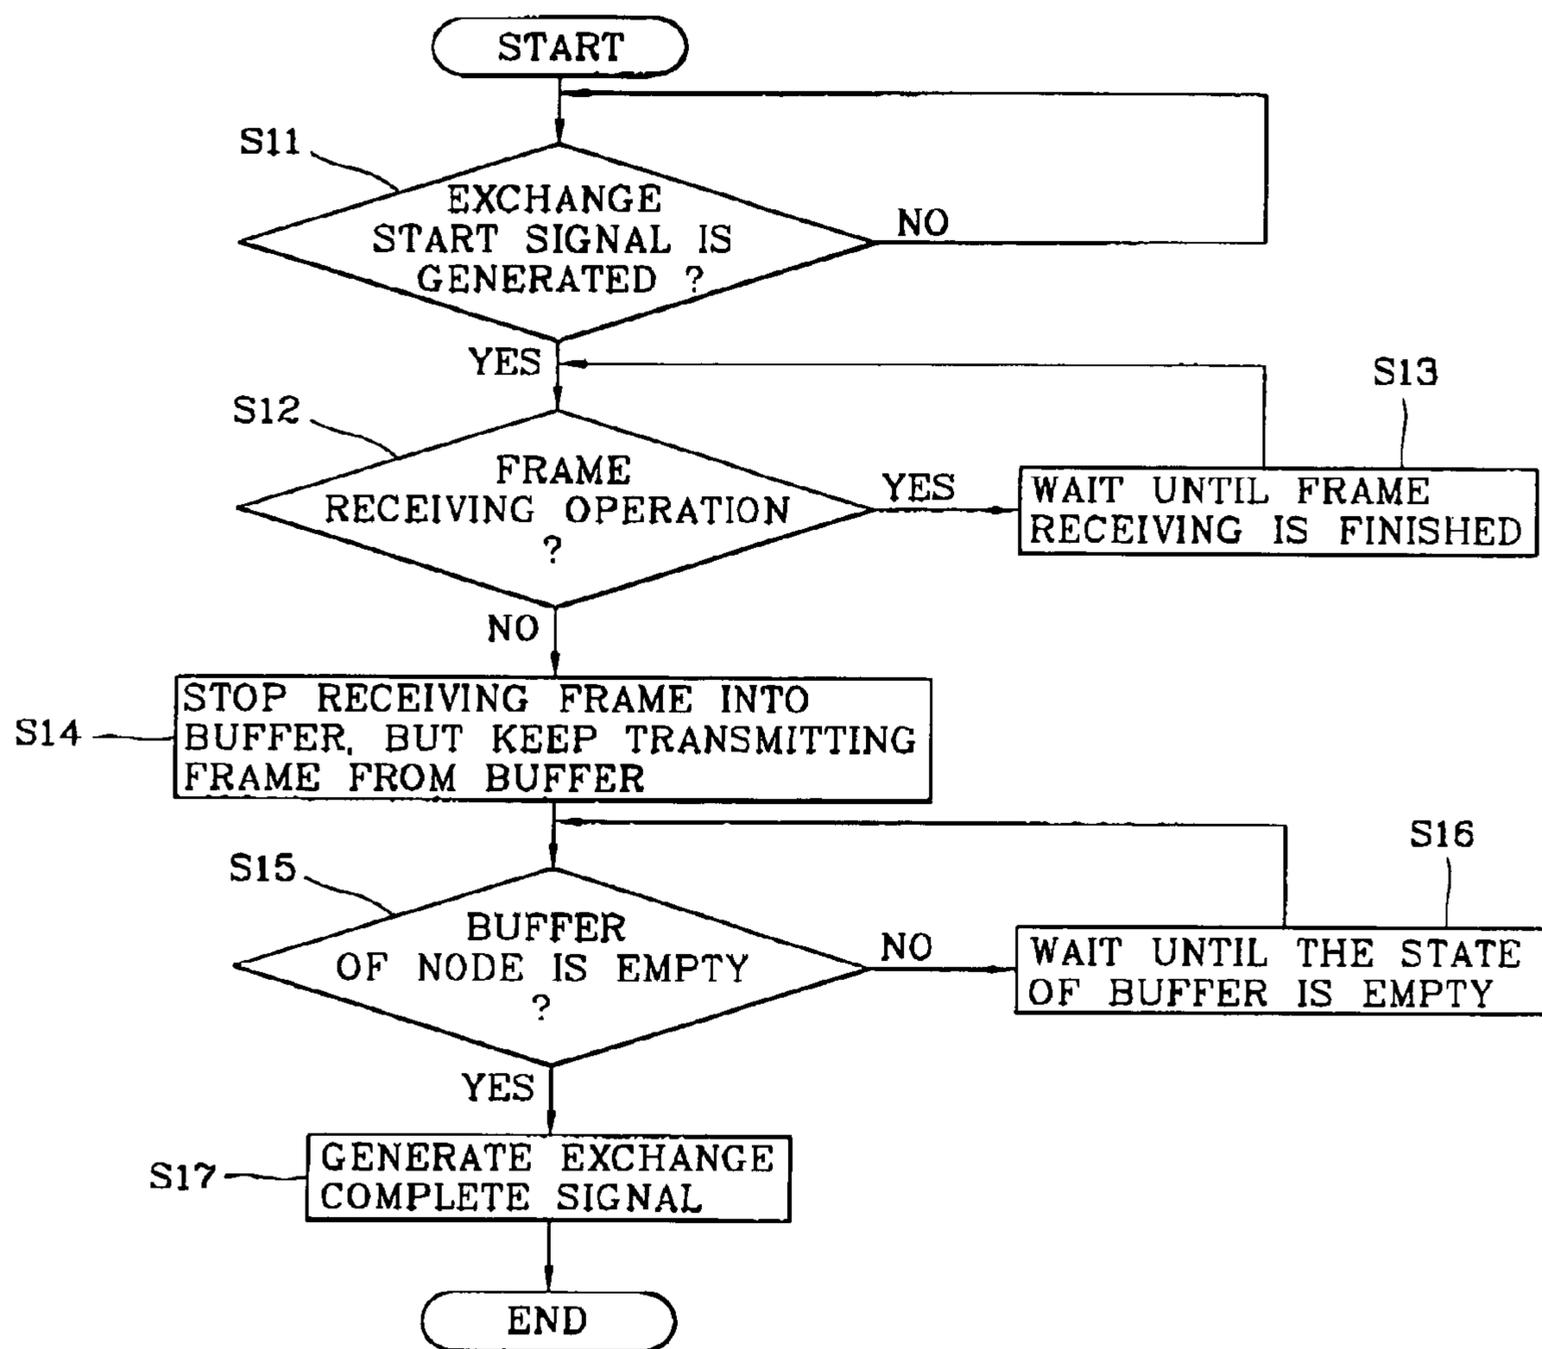 START
S11
EXCHANGE
START SIGNAL IS
GENERATED ?
NO
YES
S12
FRAME
RECEIVING OPERATION
?
YES
S13
WAIT UNTIL FRAME
RECEIVING IS FINISHED
NO
S14
STOP RECEIVING FRAME INTO
BUFFER, BUT KEEP TRANSMITTING
FRAME FROM BUFFER
S15
BUFFER
OF NODE IS EMPTY
?
NO
S16
WAIT UNTIL THE STATE
OF BUFFER IS EMPTY
YES
S17
GENERATE EXCHANGE
COMPLETE SIGNAL
END